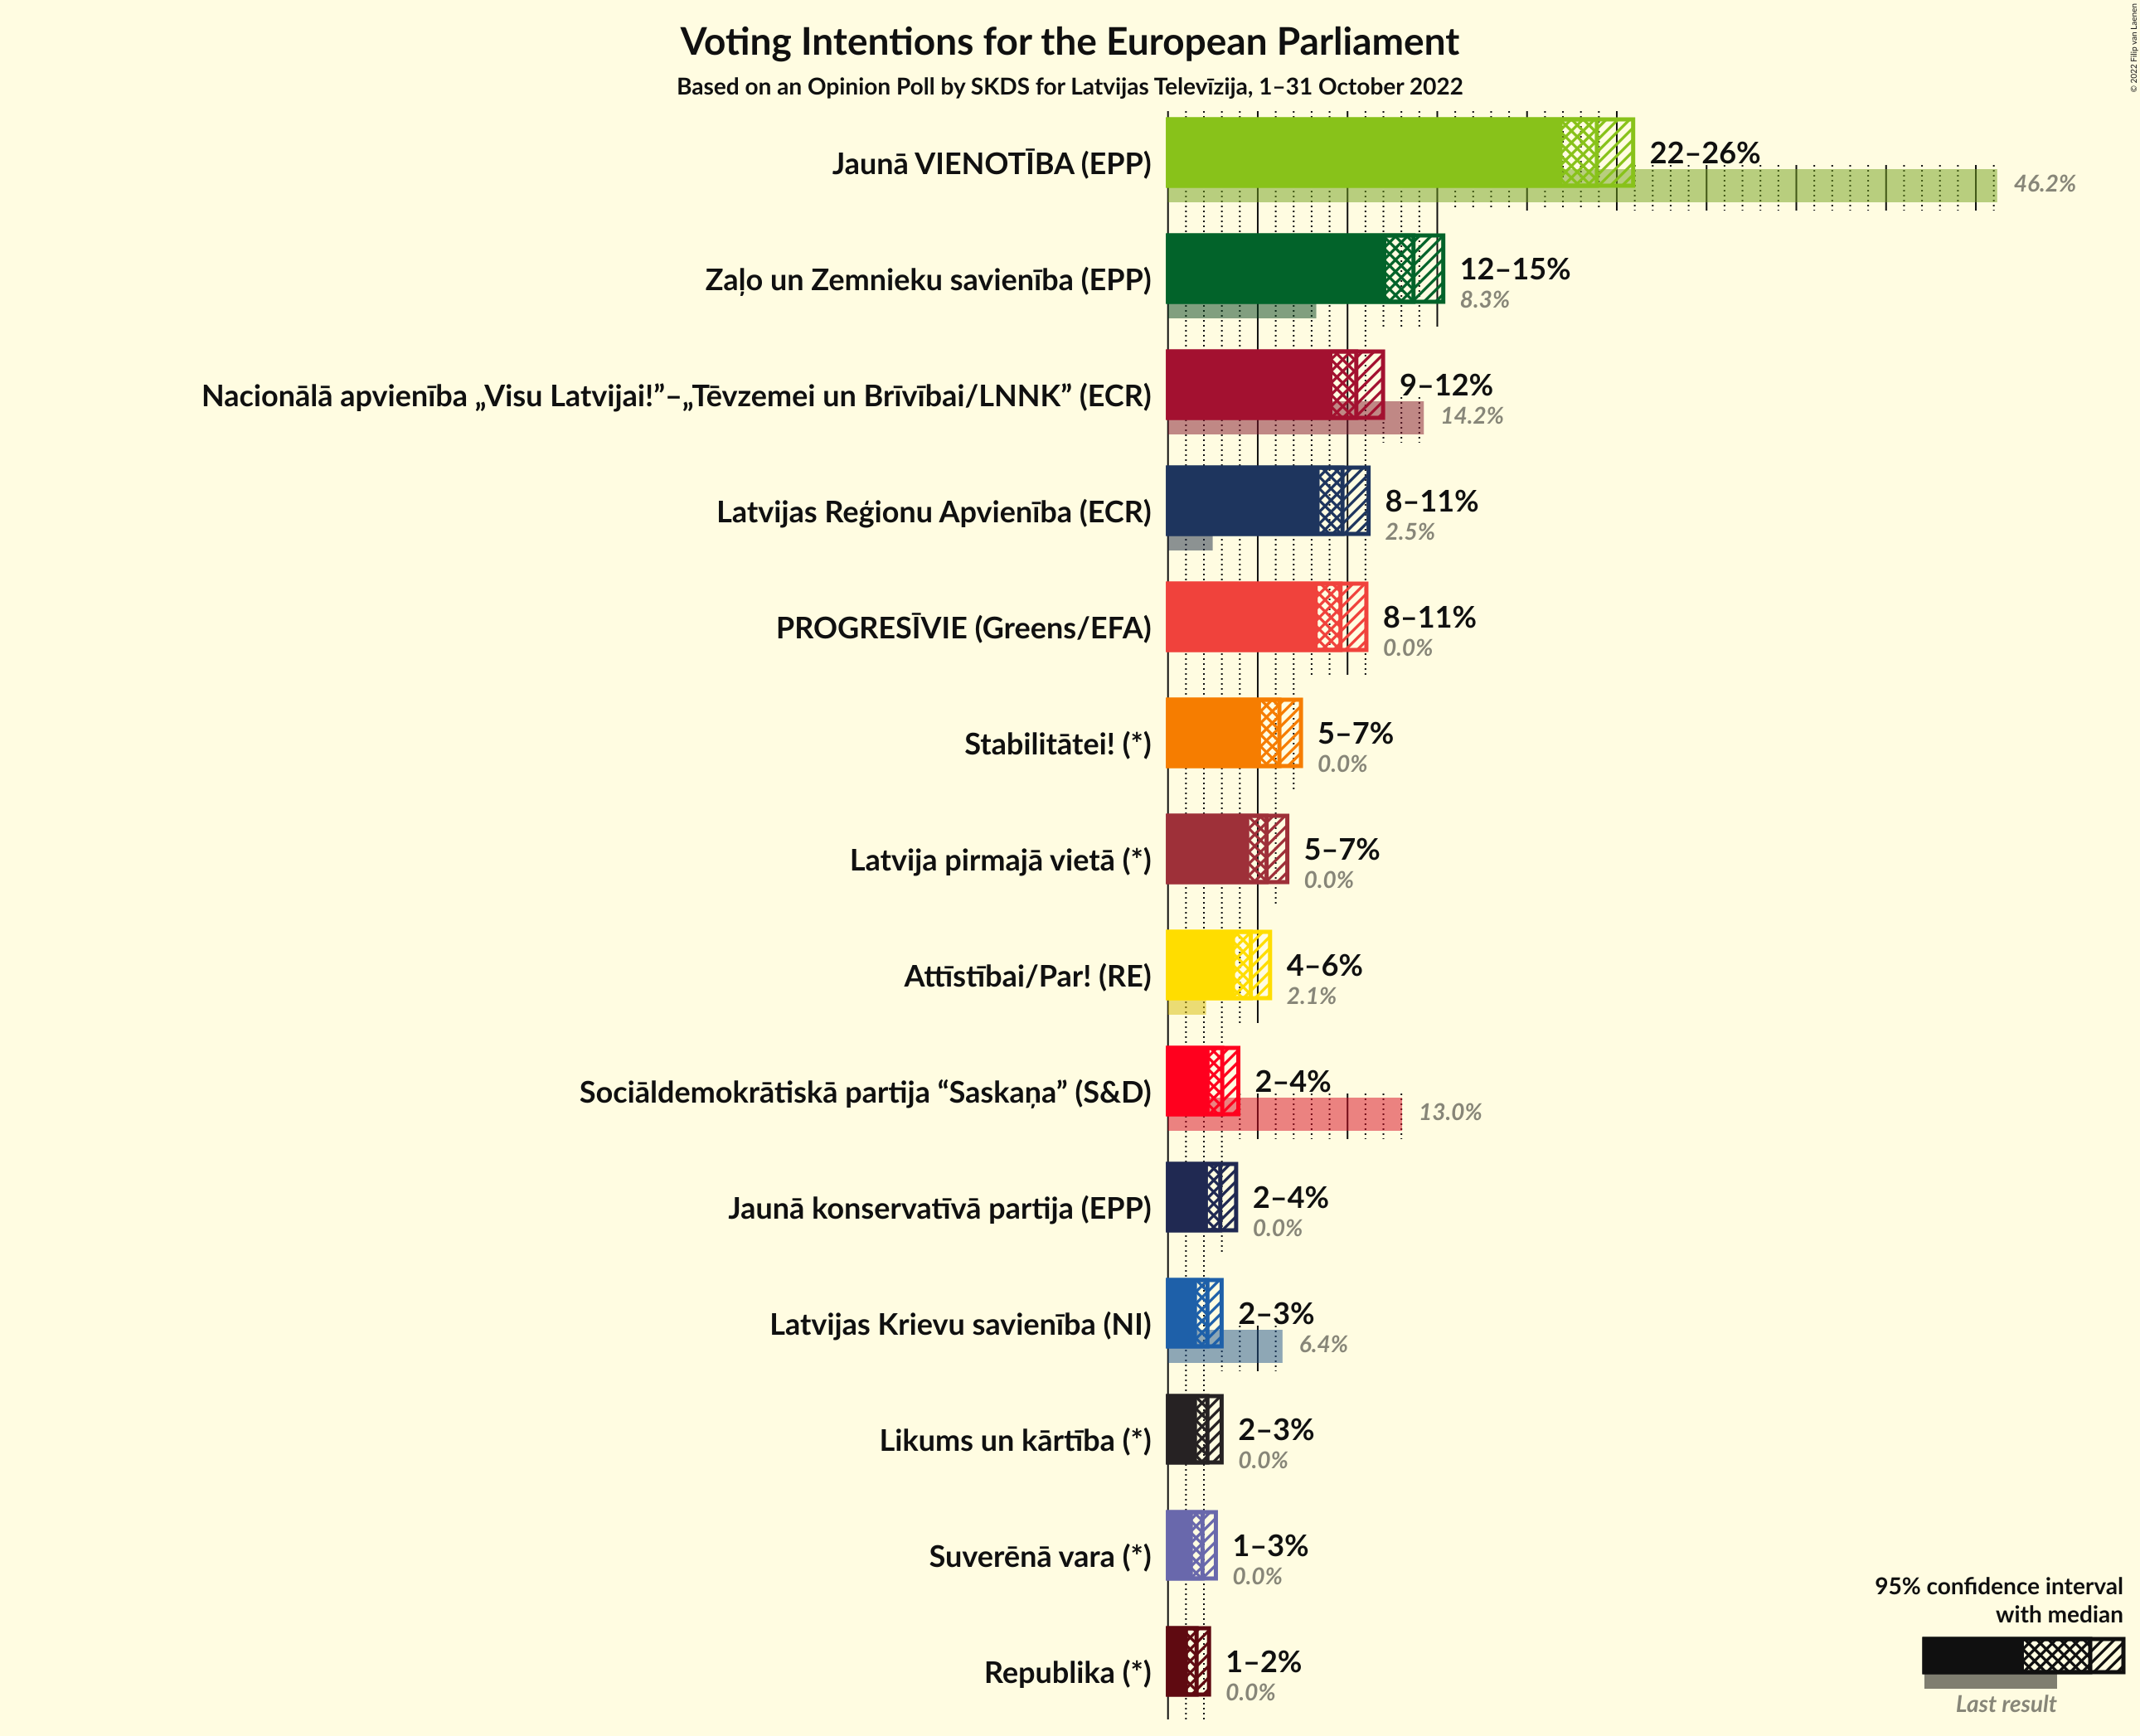 Voting Intentions for the European Parliament
Based on an Opinion Poll by SKDS for Latvijas Televīzija, 1–31 October 2022
© 2022 Filip van Laenen
Jaunā VIENOTĪBA (EPP)
22–26%
46.2%
Zaļo un Zemnieku savienība (EPP)
12–15%
8.3%
Nacionālā apvienība „Visu Latvijai!”–„Tēvzemei un Brīvībai/LNNK” (ECR)
9–12%
14.2%
Latvijas Reģionu Apvienība (ECR)
8–11%
2.5%
PROGRESĪVIE (Greens/EFA)
8–11%
0.0%
Stabilitātei! (*)
5–7%
0.0%
Latvija pirmajā vietā (*)
5–7%
0.0%
Attīstībai/Par! (RE)
4–6%
2.1%
Sociāldemokrātiskā partija “Saskaņa” (S&D)
2–4%
13.0%
Jaunā konservatīvā partija (EPP)
2–4%
0.0%
Latvijas Krievu savienība (NI)
2–3%
6.4%
Likums un kārtība (*)
2–3%
0.0%
Suverēnā vara (*)
1–3%
0.0%
Republika (*)
1–2%
0.0%
95% confidence interval
with median
Last result